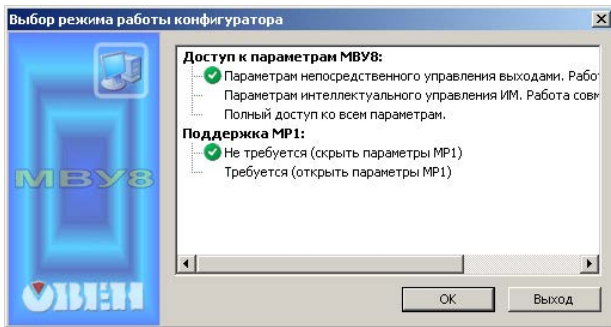 Выбор режима работы конфигуратора
Доступ к параметрам МВУ8:
Параметрам непосредственного управления выходами. Рабо
Параметрам интеллектуального управления ИМ. Работа совм
Полный доступ ко всем параметрам.
Поддержка МР1:
Не требуется (скрыть параметры МР1)
Требуется (открыть параметры МР1)
МВУ8
ОВЕН
OK
Выход